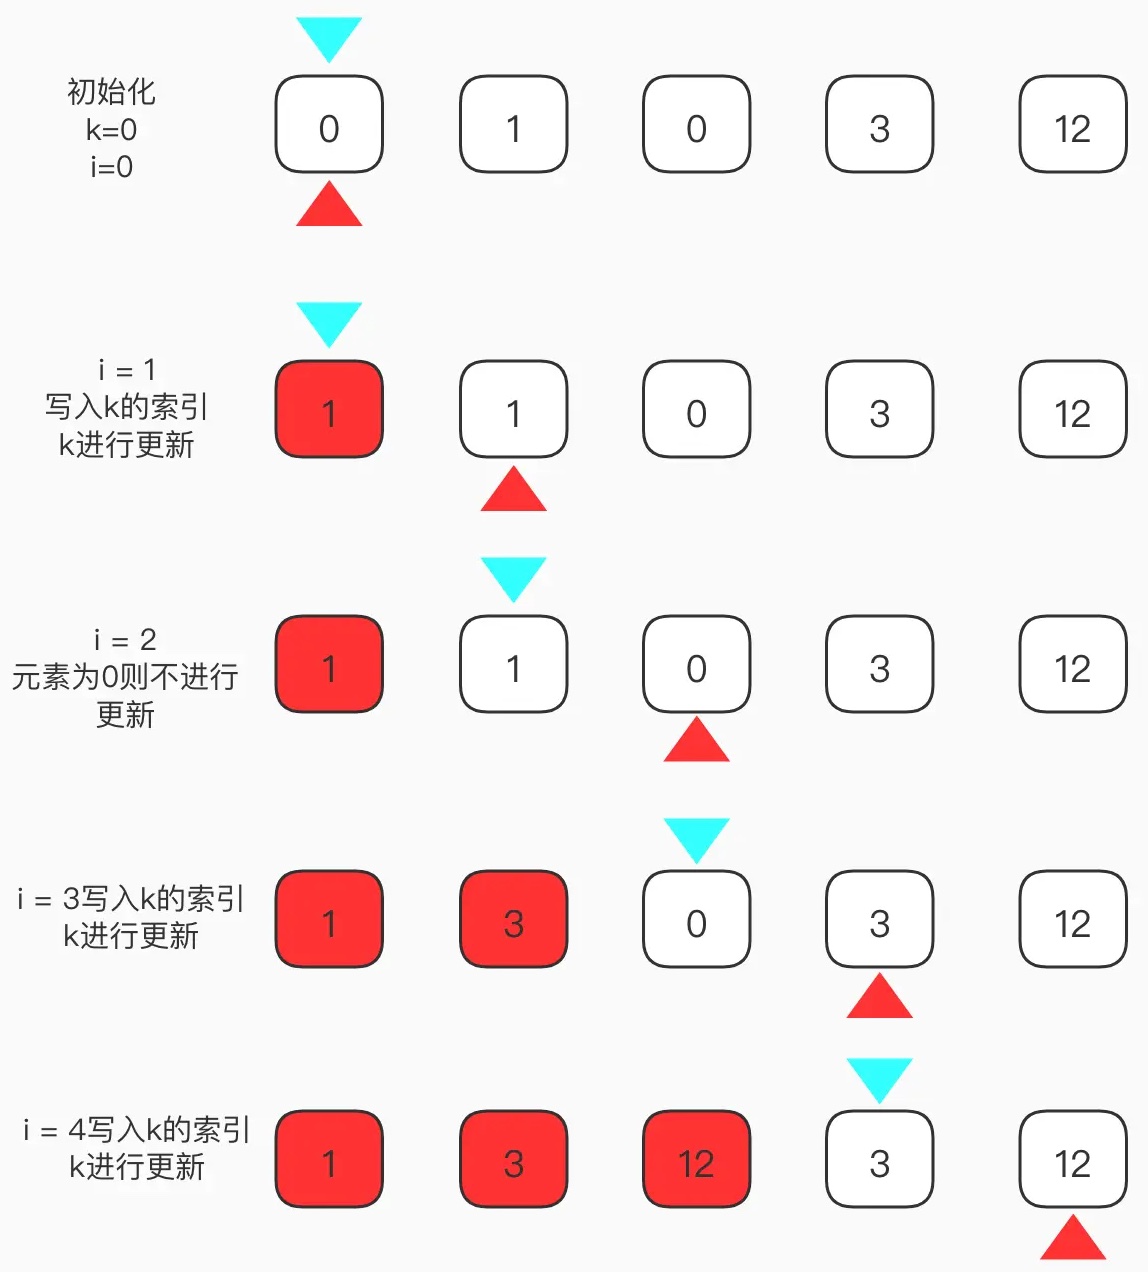 初始化
k=0
i=0
0 1 0 3 12
i = 1
写入k的索引
k进行更新
1 1 0 3 12
i = 2
元素为0则不进行
更新
1 1 0 3 12
i = 3写入k的索引
k进行更新
1 3 0 3 12
i = 4写入k的索引
k进行更新
1 3 12 3 12